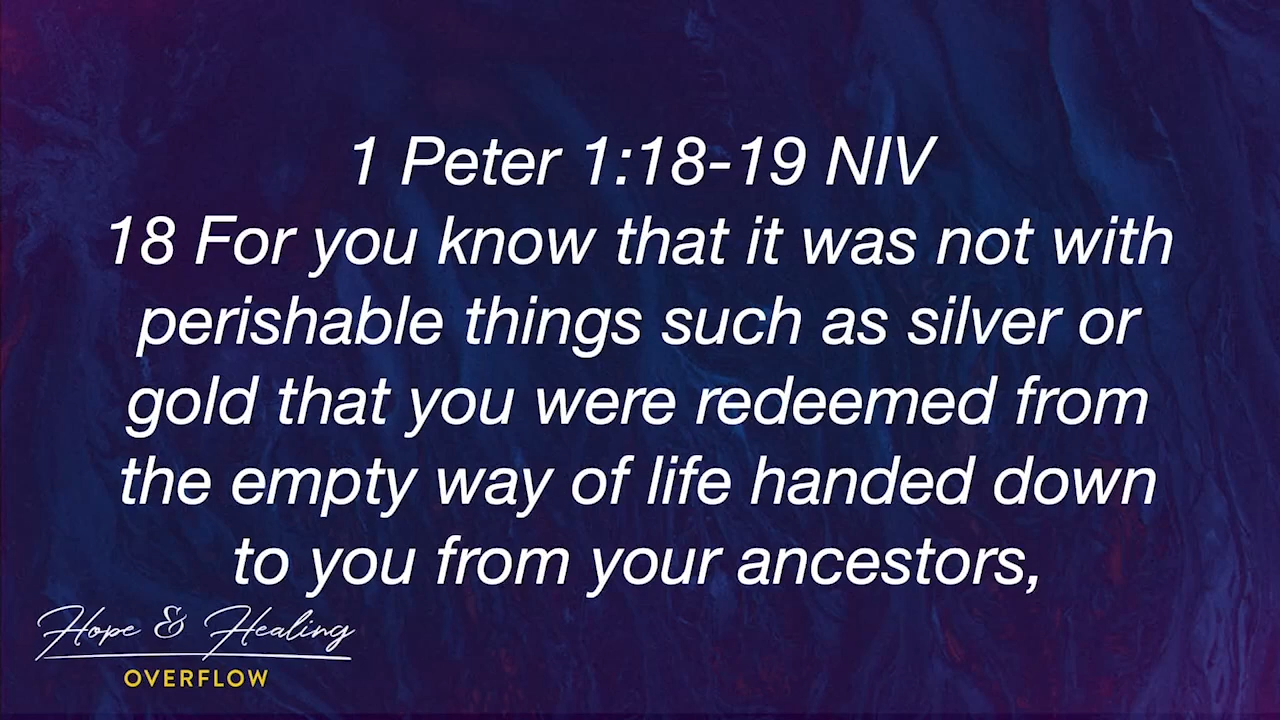 1 Peter 1:18-19 NIV
18 For you know that it was not with
perishable things such as silver or
gold that you were redeemed from
the empty way of life handed down
to you from your ancestors,
Hope & Healing
OVERFLOW